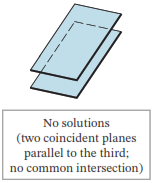 No solutions
(two coincident planes
parallel to the third;
no common intersection)